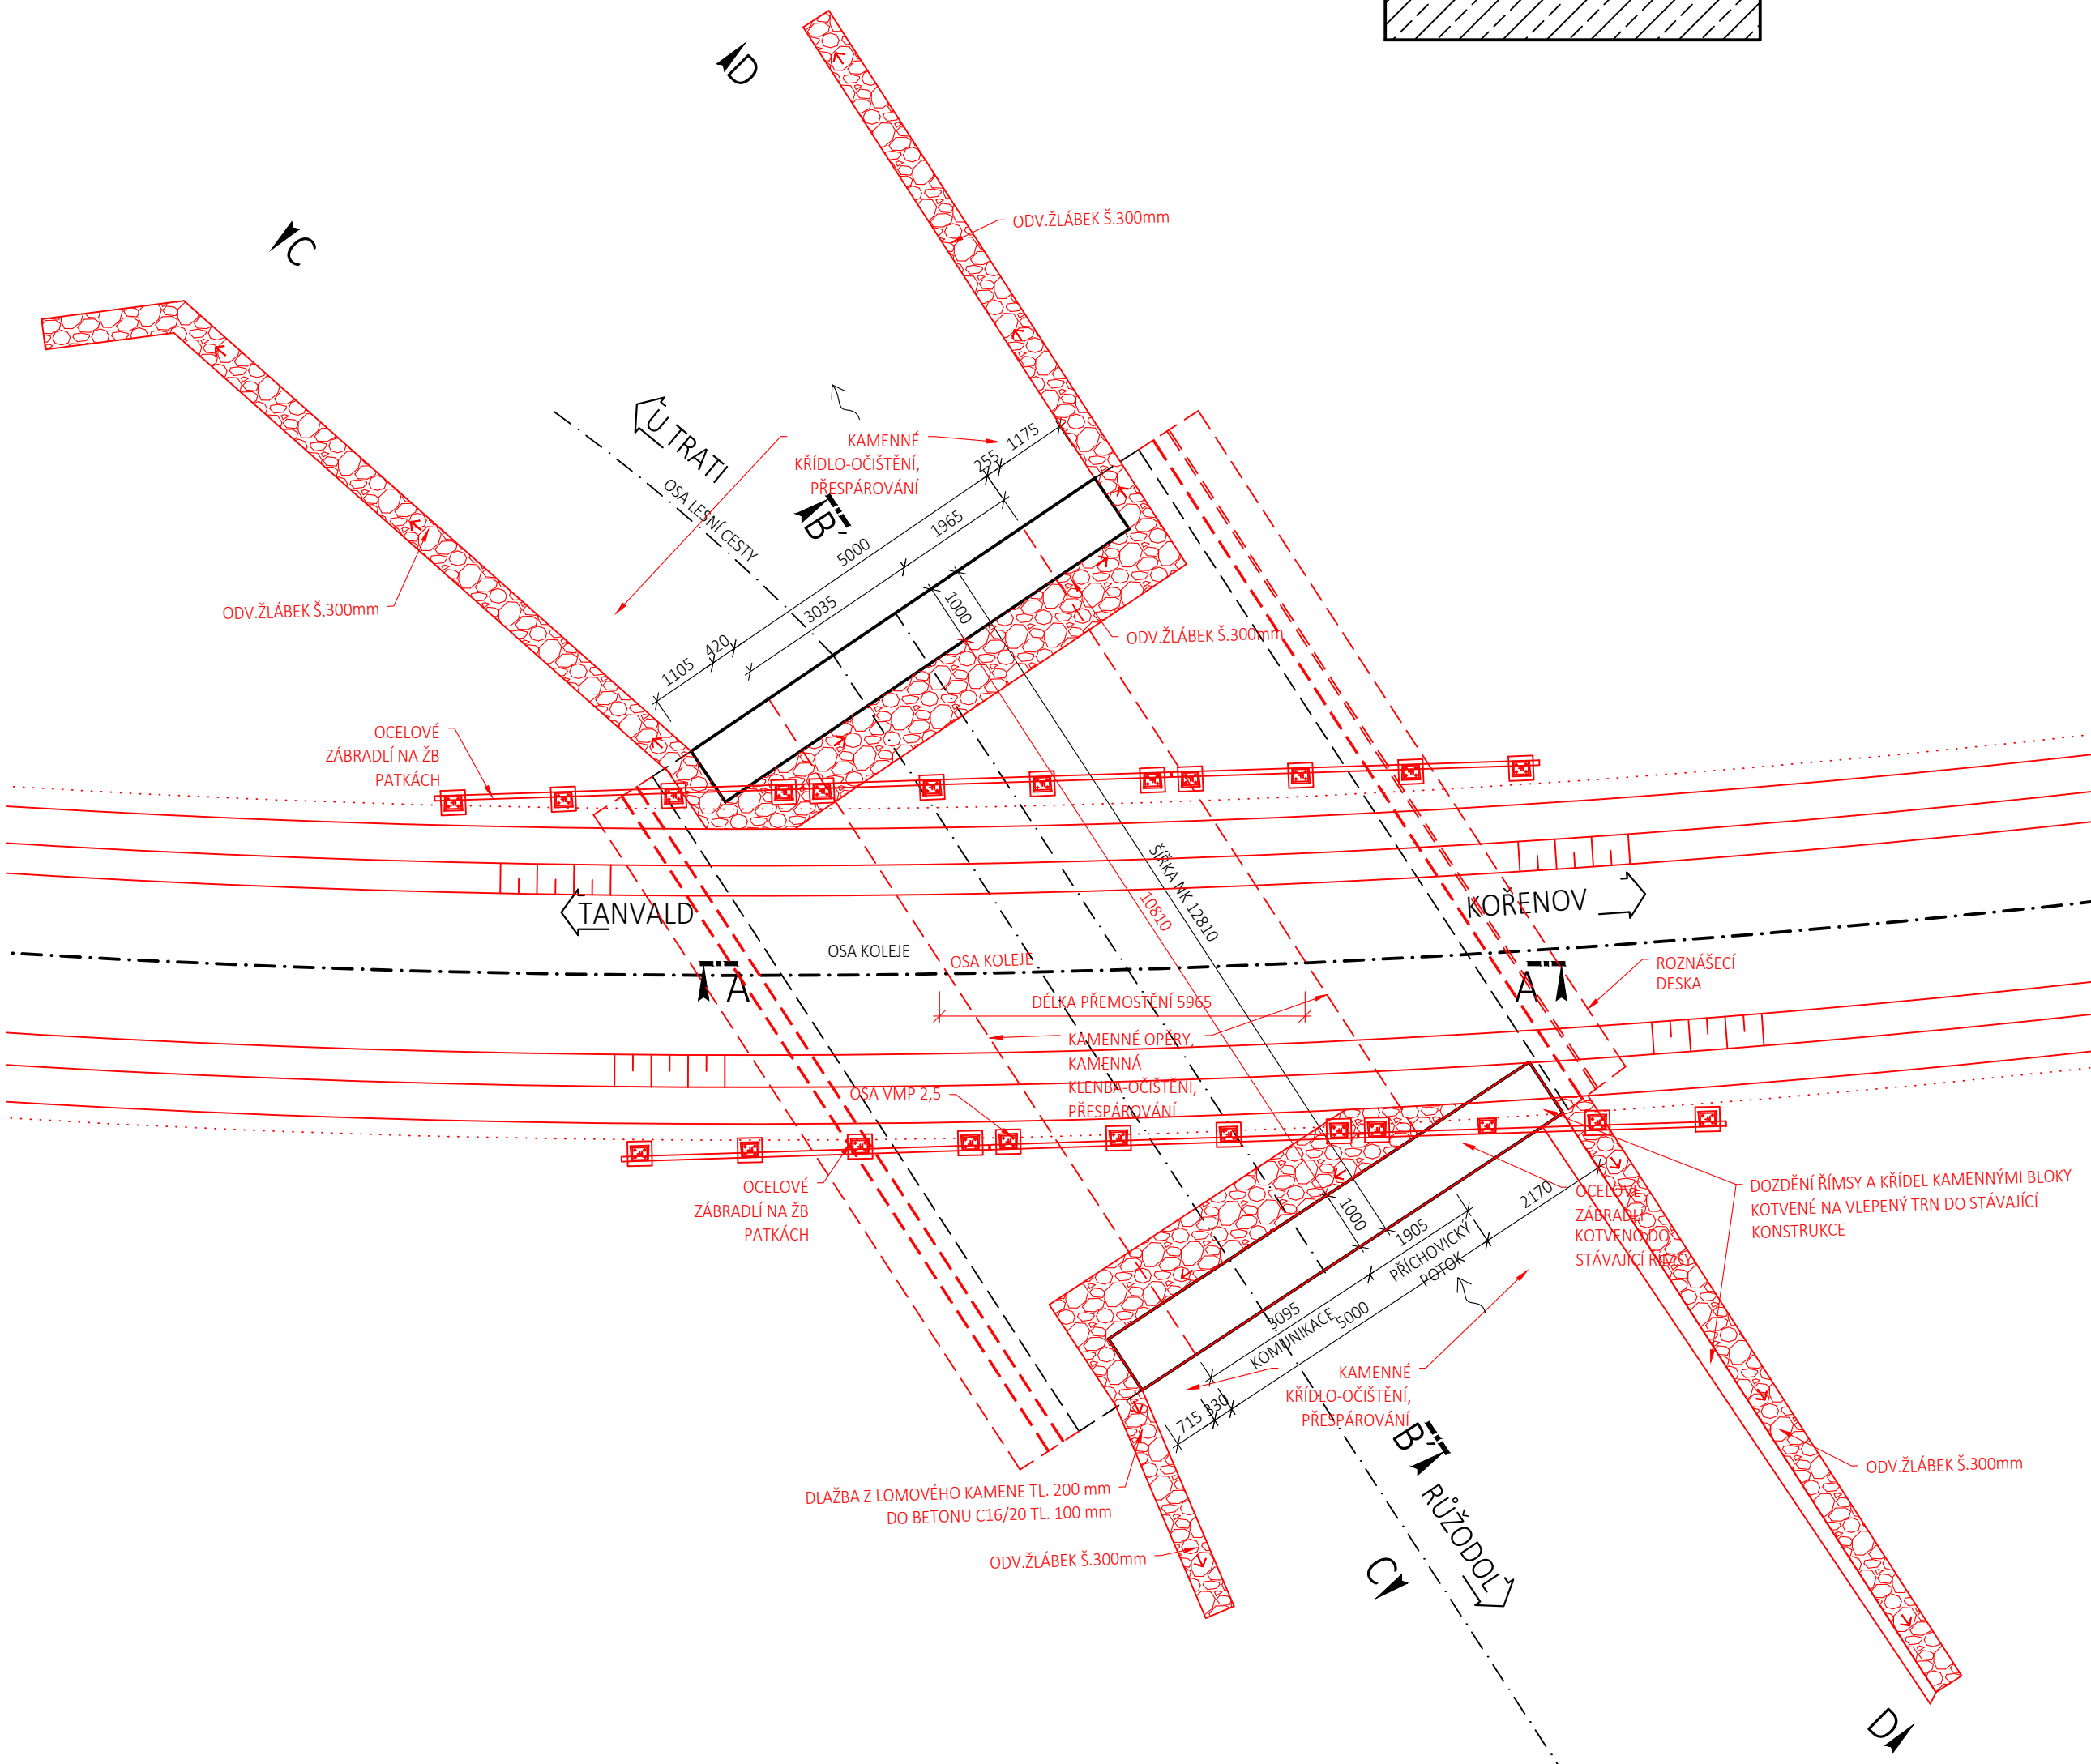 D
C
ODV.ŽLÁBEK Š.300mm
U TRATI
OSA LESNÍ CESTY
KAMENNÉ
KŘÍDLO-OČIŠTĚNÍ,
PŘESPÁROVÁNÍ
B'
1175
255
1965
5000
3035
420
1105
1000
ODV.ŽLÁBEK Š.300mm
ODV.ŽLÁBEK Š.300mm
OCELOVÉ
ZÁBRADLÍ NA ŽB
PATKÁCH
ŠÍŘKA NK 12810
10810
TANVALD
KOŘENOV
OSA KOLEJE
OSA KOLEJE
A
A
ROZNÁŠECÍ
DESKA
DÉLKA PŘEMOSTĚNÍ 5965
KAMENNÉ OPĚRY,
KAMENNÁ
KLENBA-OČIŠTĚNÍ,
PŘESPÁROVÁNÍ
OSA VMP 2,5
OCELOVÉ
ZÁBRADLÍ NA ŽB
PATKÁCH
OCELOVÉ
ZÁBRADLÍ
KOTVENO DO
STÁVAJÍCÍ ŘÍMSY
DOZDĚNÍ ŘÍMSY A KŘÍDEL KAMENNÝMI BLOKY
KOTVENÉ NA VLEPENÝ TRN DO STÁVAJÍCÍ
KONSTRUKCE
1000
2170
1905
PŘÍCHOVICKÝ
POTOK
3095
KOMUNIKACE
5000
715
330
KAMENNÉ
KŘÍDLO-OČIŠTĚNÍ,
PŘESPÁROVÁNÍ
B'
RŮŽODOL
DLAŽBA Z LOMOVÉHO KAMENE TL. 200 mm
DO BETONU C16/20 TL. 100 mm
ODV.ŽLÁBEK Š.300mm
ODV.ŽLÁBEK Š.300mm
C
D